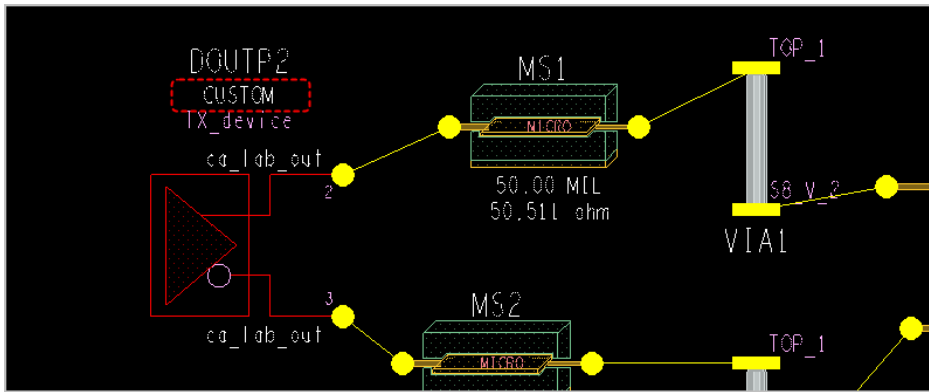 DOUTP2
CUSTOM
TX_device
ca_lab_out
2
MS1
MICRO
50.00 MIL
50.511 ohm
TOP_1
S8_V_2
VIA1
3
ca_lab_out
MS2
MICRO
TOP_1